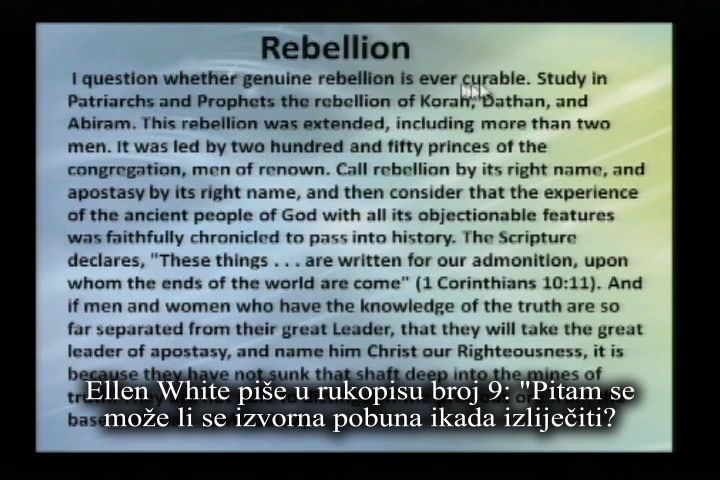 Rebellion
I question whether genuine rebellion is ever curable. Study in
Patriarchs and Prophets the rebellion of Korah, Dathan, and
Abiram. This rebellion was extended, including more than two
men. It was led by two hundred and fifty princes of the
congregation, men of renown. Call rebellion by its right name, and
apostasy by its right name, and then consider that the experience
of the ancient people of God with all its objectionable features
was faithfully chronicled to pass into history. The Scripture
declares, "These things . . . are written for our admonition, upon
whom the ends of the world are come" (1 Corinthians 10:11). And
if men and women who have the knowledge of the truth are so
far separated from their great Leader, that they will take the great
leader of apostasy, and name him Christ our Righteousness, it is
because they have not sunk that shaft deep into the mines of
Ellen White piše u rukopisu broj 9: "Pitam se
može li se izvorna pobuna ikada izliječiti?